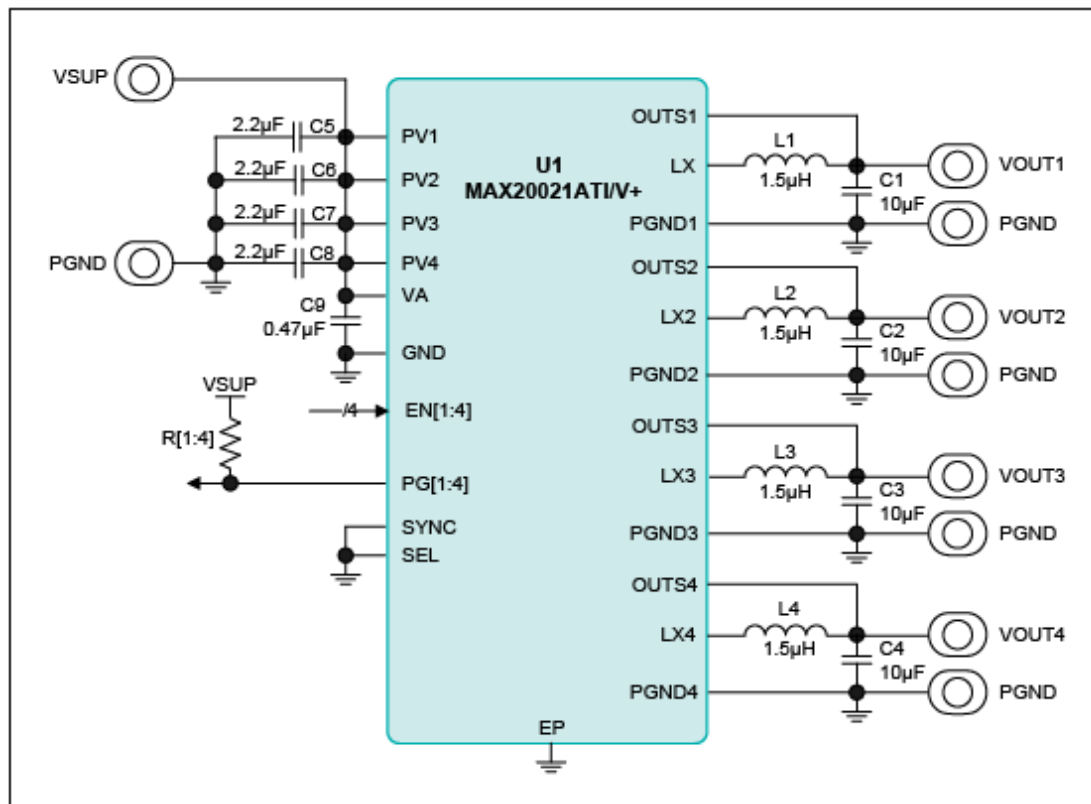 VSUP
2.2µF C5
2.2µF C6
2.2µF C7
2.2µF C8
PGND
C9
0.47µF
VSUP
R[1:4]
/4
U1
MAX20021ATI/V+
PV1
PV2
PV3
PV4
VA
GND
EN[1:4]
PG[1:4]
SYNC
SEL
EP
OUTS1
LX
PGND1
OUTS2
LX2
PGND2
OUTS3
LX3
PGND3
OUTS4
LX4
PGND4
L1
1.5µH
C1
10µF
VOUT1
PGND
L2
1.5µH
C2
10µF
VOUT2
PGND
L3
1.5µH
C3
10µF
VOUT3
PGND
L4
1.5µH
C4
10µF
VOUT4
PGND